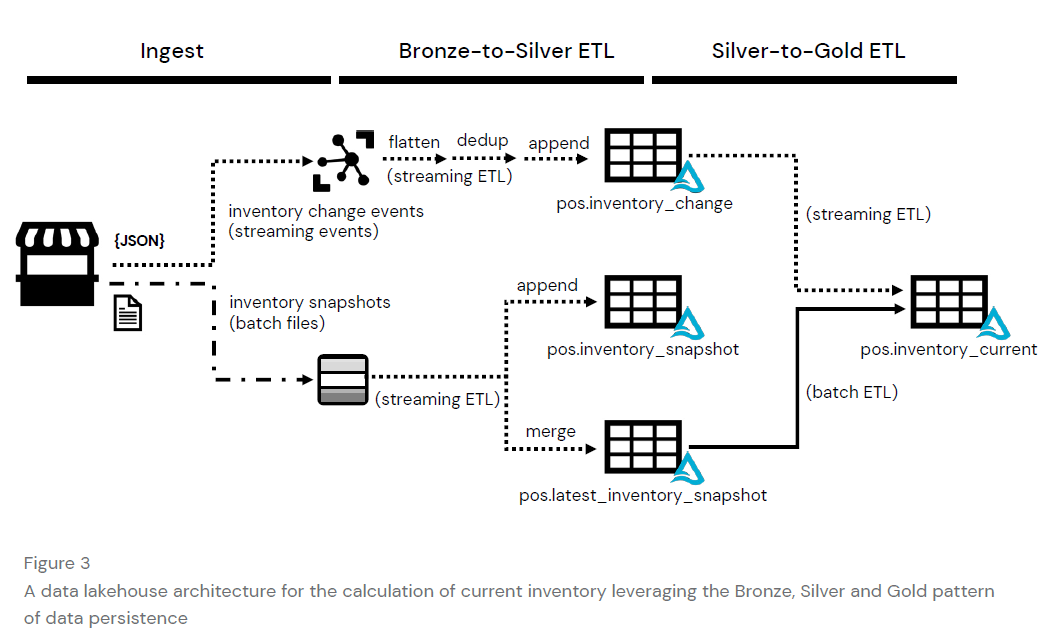 Ingest
Bronze-to-Silver ETL
Silver-to-Gold ETL
flatten
dedup
append
(streaming ETL)
pos.inventory_change
{JSON}
inventory change events
(streaming events)
(streaming ETL)
inventory snapshots
(batch files)
append
pos.inventory_snapshot
pos.inventory_current
(streaming ETL)
(batch ETL)
merge
pos.latest_inventory_snapshot
Figure 3
A data lakehouse architecture for the calculation of current inventory leveraging the Bronze, Silver and Gold pattern
of data persistence